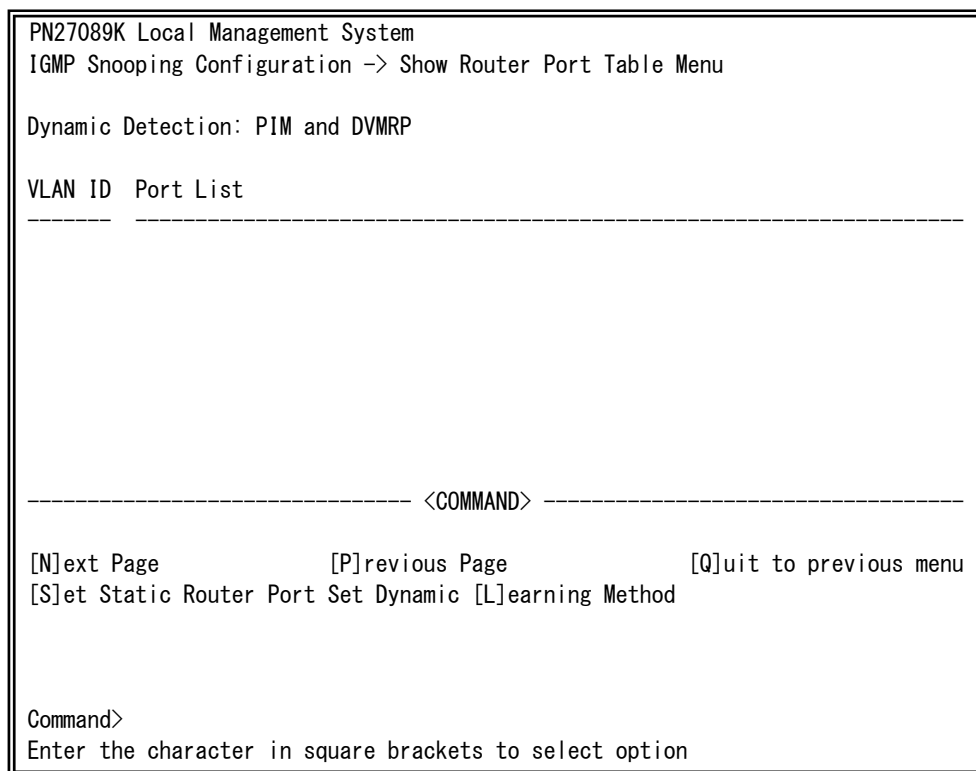 PN27089K Local Management System
IGMP Snooping Configuration -> Show Router Port Table Menu
Dynamic Detection: PIM and DVMRP
VLAN ID  Port List
-------  ---------------------------------------------------------------------
-------------------------------- <COMMAND> -----------------------------------
[N]ext Page              [P]revious Page               [Q]uit to previous menu
[S]et Static Router Port Set Dynamic [L]earning Method
Command>
Enter the character in square brackets to select option